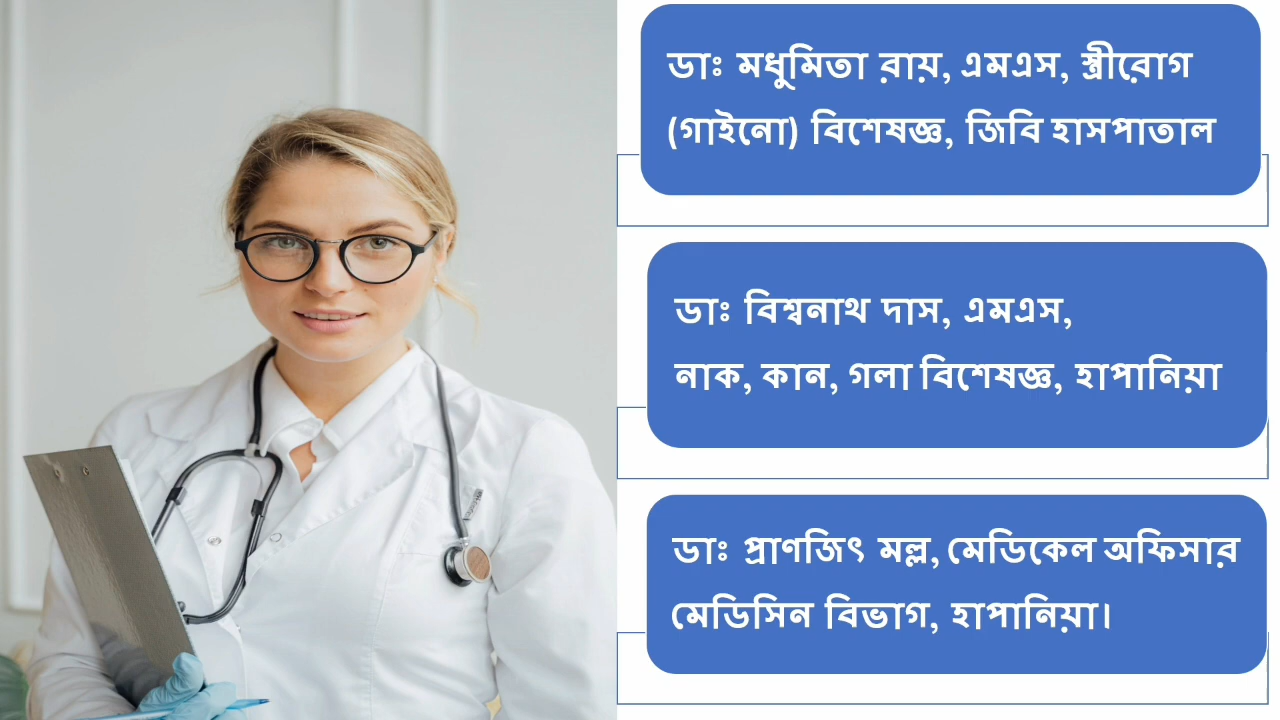 ডাঃ মধুমিতা রায়, এমএস, স্ত্রীরোগ
(গাইনো) বিশেষজ্ঞ, জিবি হাসপাতাল
ডাঃ বিশ্বনাথ দাস, এমএস,
নাক, কান, গলা বিশেষজ্ঞ, হাপানিয়া
ডাঃ প্রাণজিৎ মল্ল, মেডিকেল অফিসার
মেডিসিন বিভাগ, হাপানিয়া।